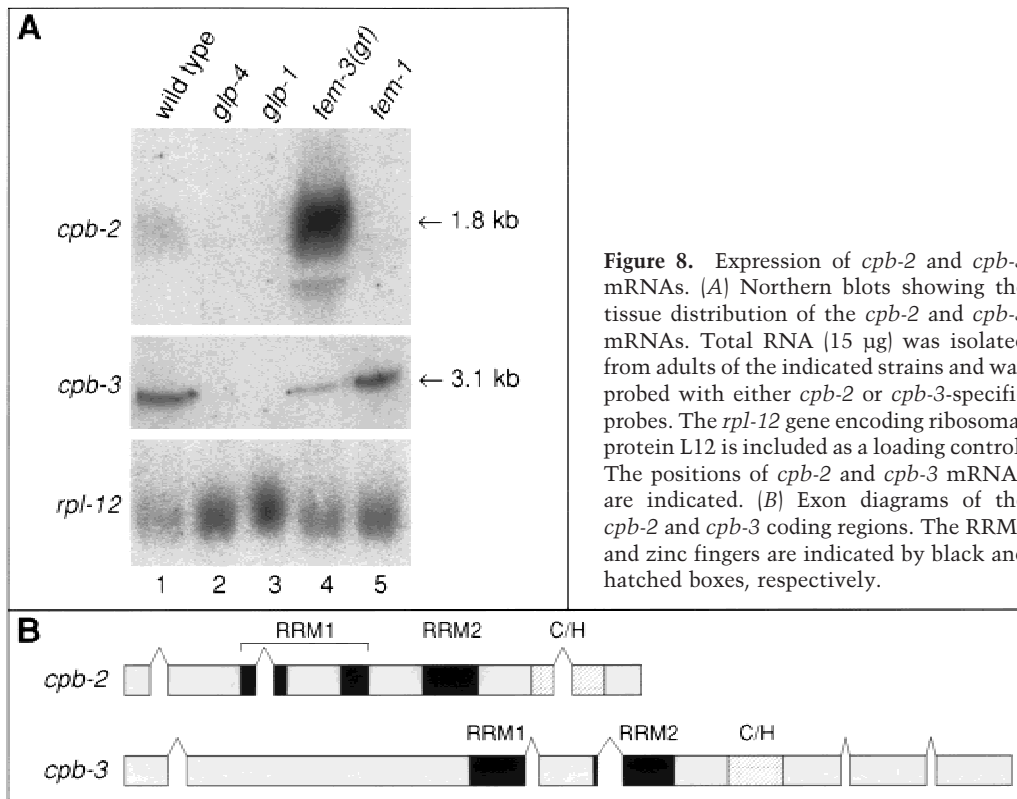 A
wild type
glp-4
glp-1
fem-3(gf)
fem-1
cpb-2
← 1.8 kb
cpb-3
← 3.1 kb
rpl-12
1 2 3 4 5
Figure 8. Expression of cpb-2 and cpb-
mRNAs. (A) Northern blots showing
tissue distribution of the cpb-2 and cpb-
mRNAs. Total RNA (15 µg) was isolated
from adults of the indicated strains and
probed with either cpb-2 or cpb-3-specifi
probes. The rpl-12 gene encoding ribosoma
protein L12 is included as a loading control
The positions of cpb-2 and cpb-3 mRNA
are indicated. (B) Exon diagrams of
cpb-2 and cpb-3 coding regions. The RRM
and zinc fingers are indicated by black an
hatched boxes, respectively.
B
RRM1 RRM2 C/H
cpb-2
RRM1 RRM2 C/H
cpb-3